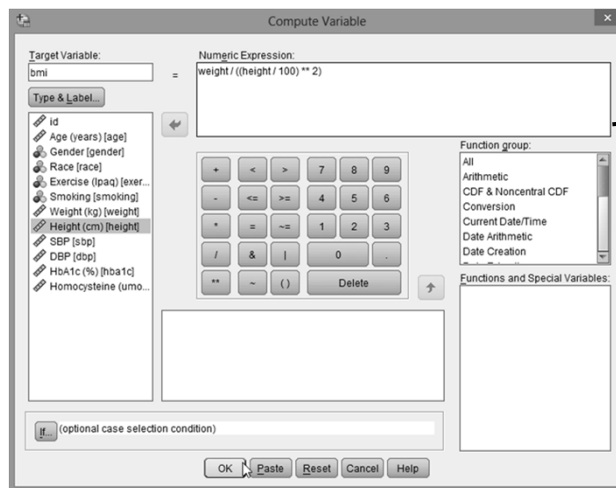 Compute Variable
Target Variable:
bmi
=
Numeric Expression:
weight / ((height / 100) ** 2)
Type & Label...
id
Age (years) [age]
Gender [gender]
Race [race]
Exercise (Ipaq) [exer...
Smoking [smoking]
Weight (kg) [weight]
Height (cm) [height]
SBP [sbp]
DBP [dbp]
HbA1c (%) [hba1c]
Homocysteine (umo...
+ < > 7 8 9
- <= >= 4 5 6
* = ~= 1 2 3
/ & | 0 .
** ~ ( ) Delete
Function group:
All
Arithmetic
CDF & Noncentral CDF
Conversion
Current Date/Time
Date Arithmetic
Date Creation
Functions and Special Variables:
If... (optional case selection condition)
OK Paste Reset Cancel Help